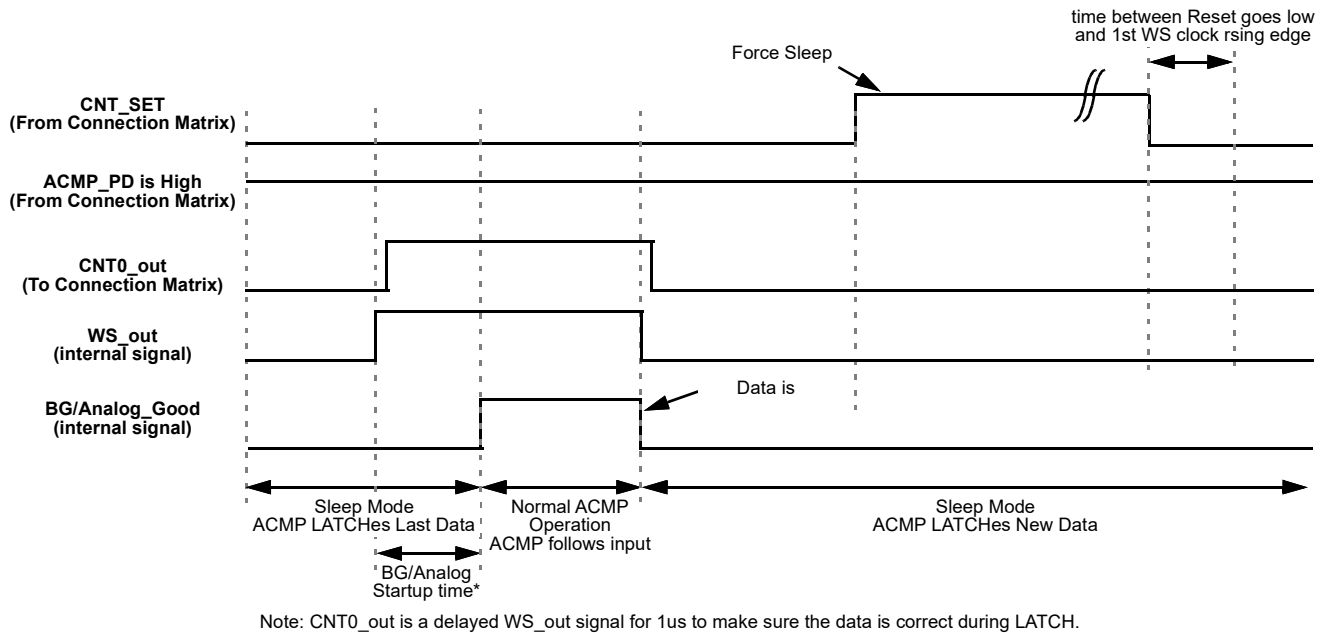 time between Reset goes low
and 1st WS clock rsing edge
Force Sleep
CNT_SET
(From Connection Matrix)
ACMP_PD is High
(From Connection Matrix)
CNT0_out
(To Connection Matrix)
WS_out
(internal signal)
Data is
BG/Analog_Good
(internal signal)
Sleep Mode
ACMP LATCHes Last Data
Normal ACMP
Operation
ACMP follows input
Sleep Mode
ACMP LATCHes New Data
BG/Analog
Startup time*
Note: CNT0_out is a delayed WS_out signal for 1us to make sure the data is correct during LATCH.